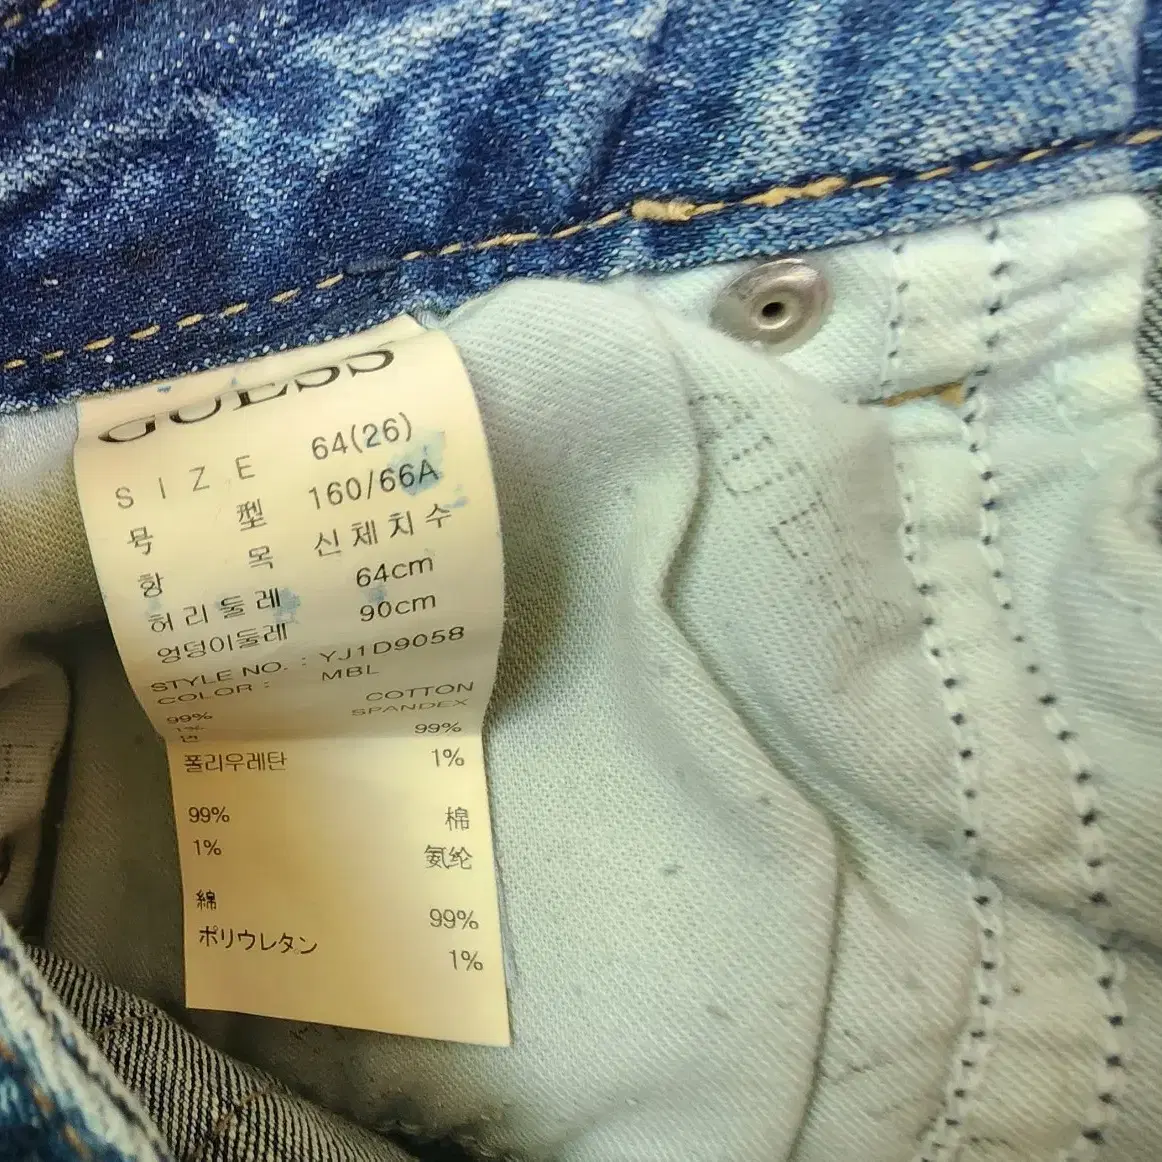 GUESS
SIZE 64(26)
号 型 160/66A
항 목 신체치수
허리둘레 64cm
엉덩이둘레 90cm
STYLE NO. : YJ1D9058
COLOR : MBL
99% COTTON
1% SPANDEX
면 99%
폴리우레탄 1%
99% 棉
1% 氨纶
綿 99%
ポリウレタン 1%